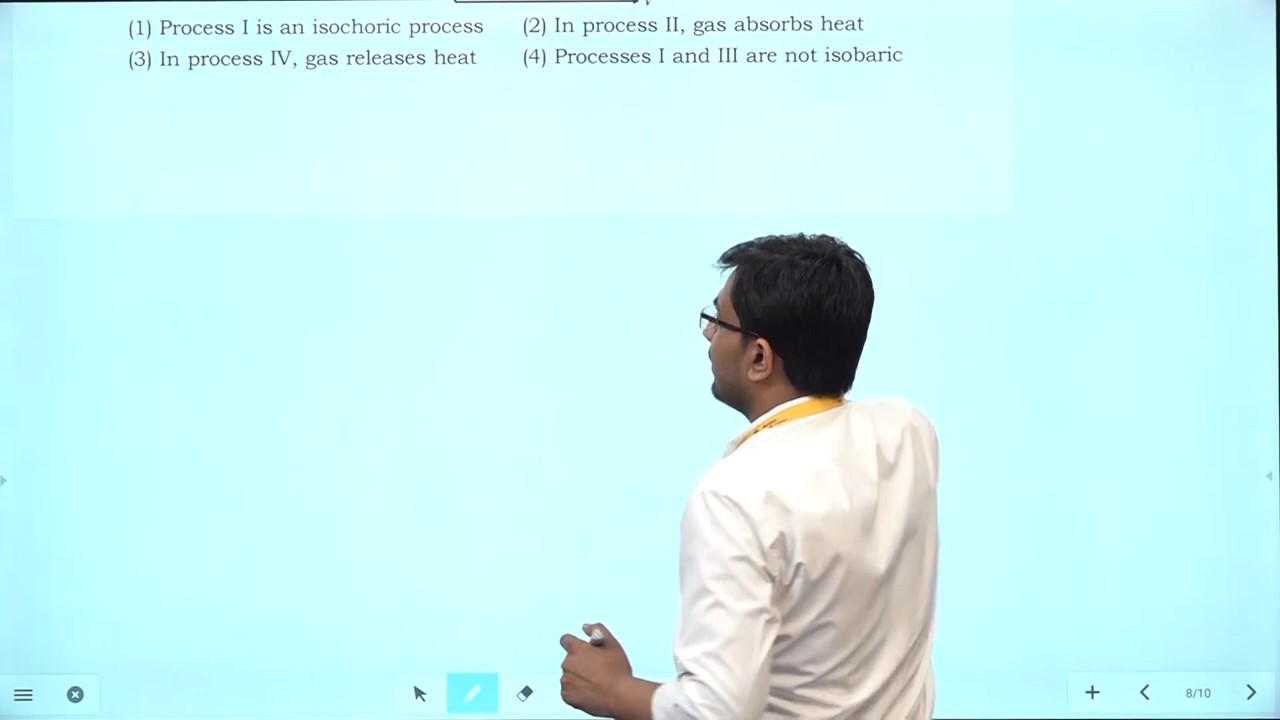 (1) Process I is an isochoric process (2) In process II, gas absorbs heat
(3) In process IV, gas releases heat (4) Processes I and III are not isobaric
8/10